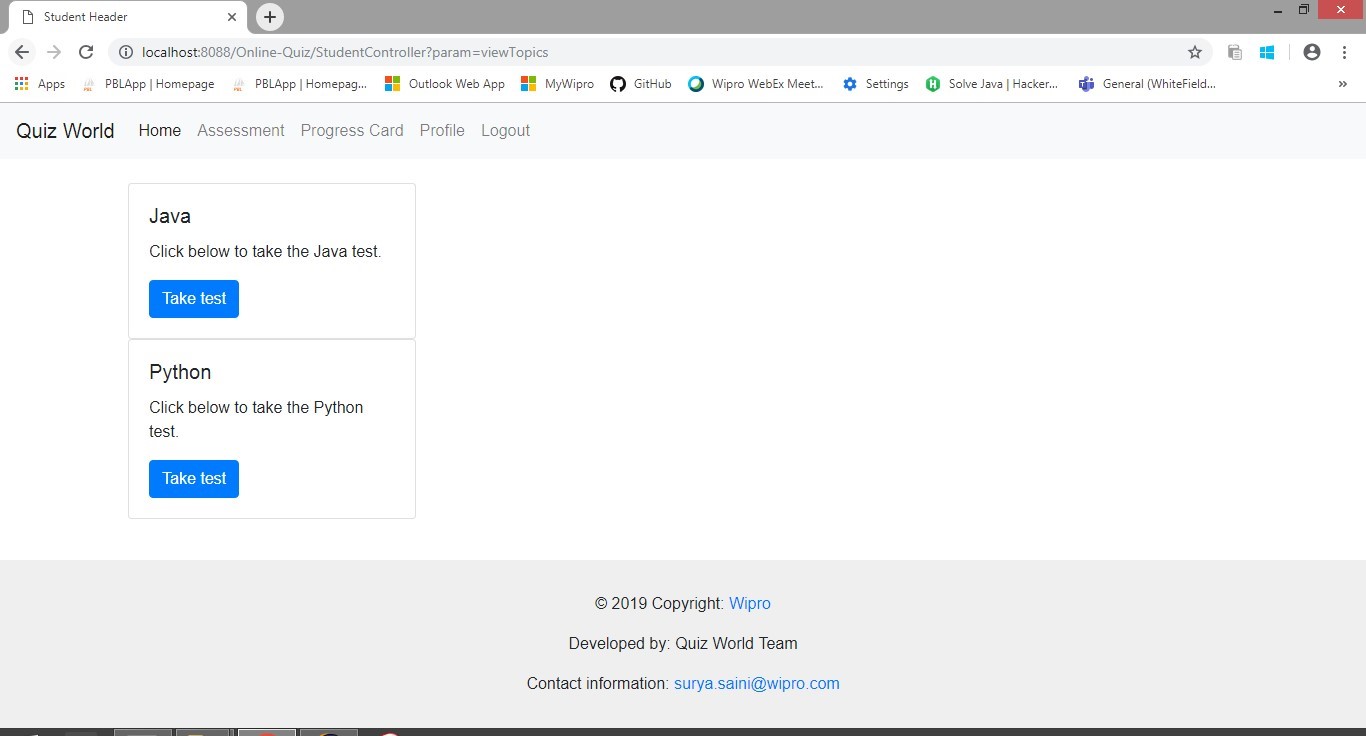 Student Header
localhost:8088/Online-Quiz/StudentController?param=viewTopics
Apps PBLApp | Homepage PBLApp | Homepag... Outlook Web App MyWipro GitHub Wipro WebEx Meet... Settings Solve Java | Hacker... General (WhiteField... »
Quiz World Home Assessment Progress Card Profile Logout
Java
Click below to take the Java test.
Take test
Python
Click below to take the Python
test.
Take test
© 2019 Copyright: Wipro
Developed by: Quiz World Team
Contact information: surya.saini@wipro.com